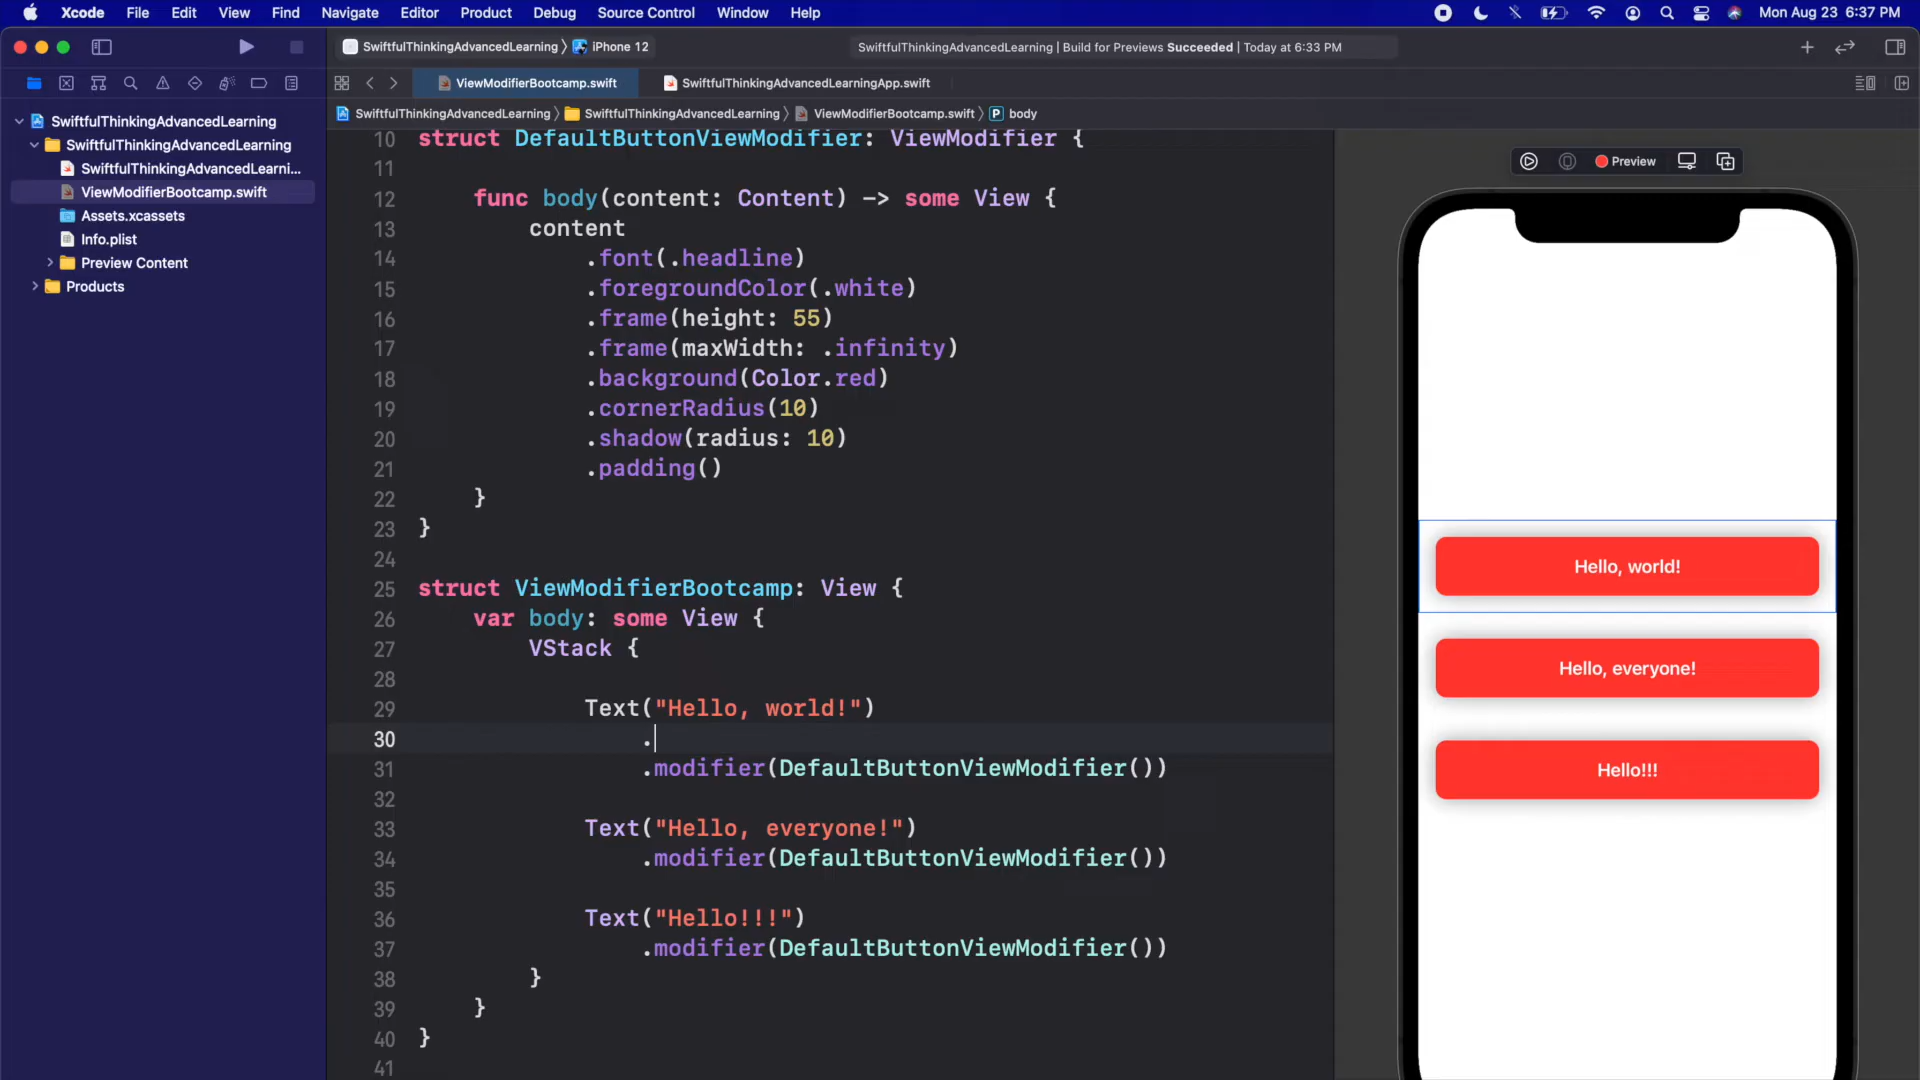 Xcode File Edit View Find Navigate Editor Product Debug Source Control Window Help Mon Aug 23 6:37 PM
SwiftfulThinkingAdvancedLearning iPhone 12 SwiftfulThinkingAdvancedLearning | Build for Previews Succeeded | Today at 6:33 PM
ViewModifierBootcamp.swift SwiftfulThinkingAdvancedLearningApp.swift
SwiftfulThinkingAdvancedLearning SwiftfulThinkingAdvancedLearning ViewModifierBootcamp.swift P body
SwiftfulThinkingAdvancedLearning
SwiftfulThinkingAdvancedLearning
SwiftfulThinkingAdvancedLearni...
ViewModifierBootcamp.swift
Assets.xcassets
Info.plist
Preview Content
Products
10 struct DefaultButtonViewModifier: ViewModifier {
11
12 func body(content: Content) -> some View {
13 content
14 .font(.headline)
15 .foregroundColor(.white)
16 .frame(height: 55)
17 .frame(maxWidth: .infinity)
18 .background(Color.red)
19 .cornerRadius(10)
20 .shadow(radius: 10)
21 .padding()
22 }
23 }
24
25 struct ViewModifierBootcamp: View {
26 var body: some View {
27 VStack {
28
29 Text("Hello, world!")
30 .
31 .modifier(DefaultButtonViewModifier())
32
33 Text("Hello, everyone!")
34 .modifier(DefaultButtonViewModifier())
35
36 Text("Hello!!!")
37 .modifier(DefaultButtonViewModifier())
38 }
39 }
40 }
41
Preview
Hello, world!
Hello, everyone!
Hello!!!